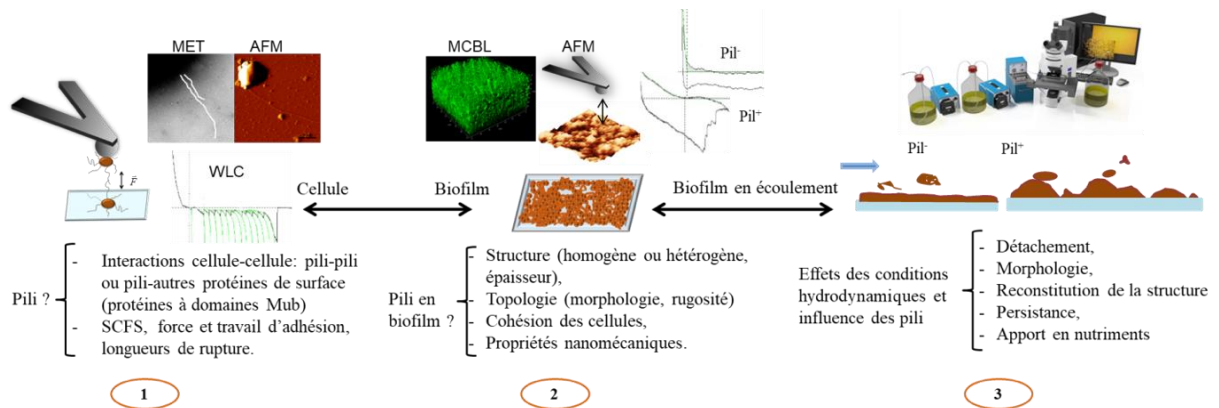 MET
AFM
WLC
F
Cellule
Pili ?
- Interactions cellule-cellule: pili-pili
ou pili-autres protéines de surface
(protéines à domaines Mub)
- SCFS, force et travail d’adhésion,
longueurs de rupture.
1
MCBL
AFM
Pil-
Pil+
Biofilm
Pili en
biofilm ?
- Structure (homogène ou hétérogène,
épaisseur),
- Topologie (morphologie, rugosité)
- Cohésion des cellules,
- Propriétés nanomécaniques.
2
Biofilm en écoulement
Pil-
Pil+
Effets des conditions
hydrodynamiques et
influence des pili
- Détachement,
- Morphologie,
- Reconstitution de la structure
- Persistance,
- Apport en nutriments
3